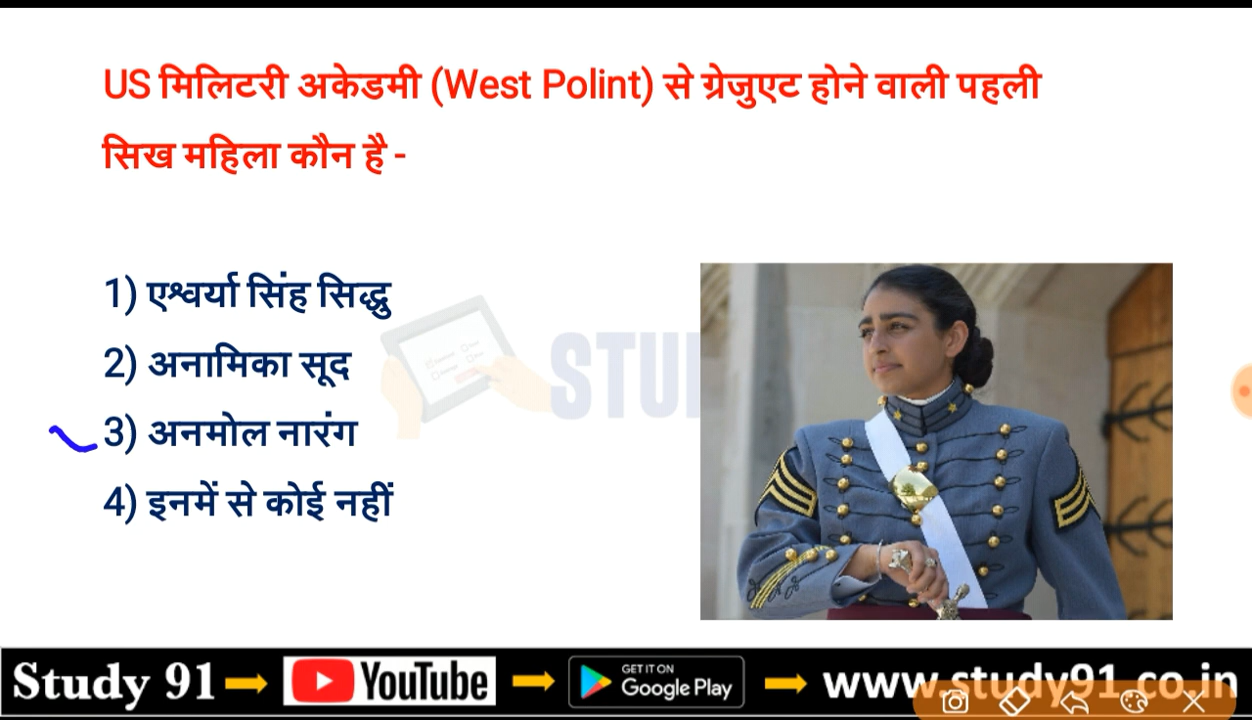 US मिलिटरी अकेडमी (West Polint) से ग्रेजुएट होने वाली पहली
सिख महिला कौन है -
1) एश्वर्या सिंह सिद्धु
2) अनामिका सूद
3) अनमोल नारंग
4) इनमें से कोई नहीं
STU
Study 91
YouTube
GET IT ON
Google Play
www.study91.co.in